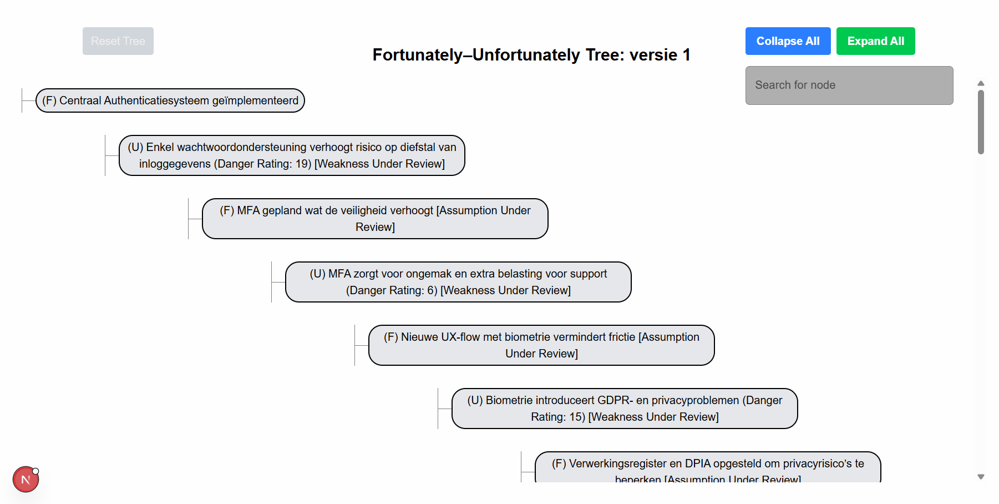 Reset Tree
Collapse All
Expand All
Fortunately–Unfortunately Tree: versie 1
Search for node
(F) Centraal Authenticatiesysteem geïmplementeerd
(U) Enkel wachtwoordondersteuning verhoogt risico op diefstal van
inloggegevens (Danger Rating: 19) [Weakness Under Review]
(F) MFA gepland wat de veiligheid verhoogt [Assumption Under
Review]
(U) MFA zorgt voor ongemak en extra belasting voor support
(Danger Rating: 6) [Weakness Under Review]
(F) Nieuwe UX-flow met biometrie vermindert frictie [Assumption
Under Review]
(U) Biometrie introduceert GDPR- en privacyproblemen (Danger
Rating: 15) [Weakness Under Review]
(F) Verwerkingsregister en DPIA opgesteld om privacyrisico’s te
beperken [Assumption Under Review]
N